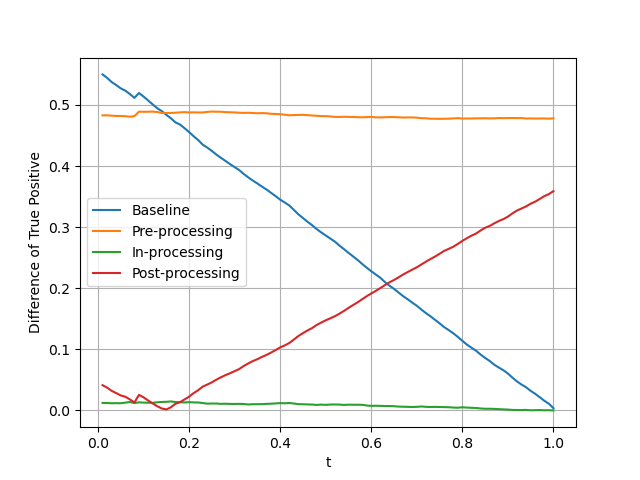 Difference of True Positive
0.5
0.4
0.3
0.2
0.1
0.0
Baseline
Pre-processing
In-processing
Post-processing
0.0 0.2 0.4 0.6 0.8 1.0
t